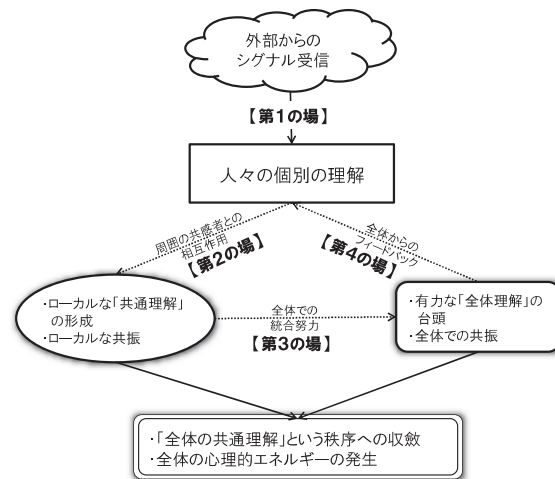 外部からの
シグナル受信
【第1の場】
人々の個別の理解
周囲の共感者との
相互作用
【第2の場】
全体からの
フィードバック
【第4の場】
・ローカルな「共通理解」
の形成
・ローカルな共振
全体での
統合努力
【第3の場】
・有力な「全体理解」の
台頭
・全体での共振
・「全体の共通理解」という秩序への収斂
・全体の心理的エネルギーの発生